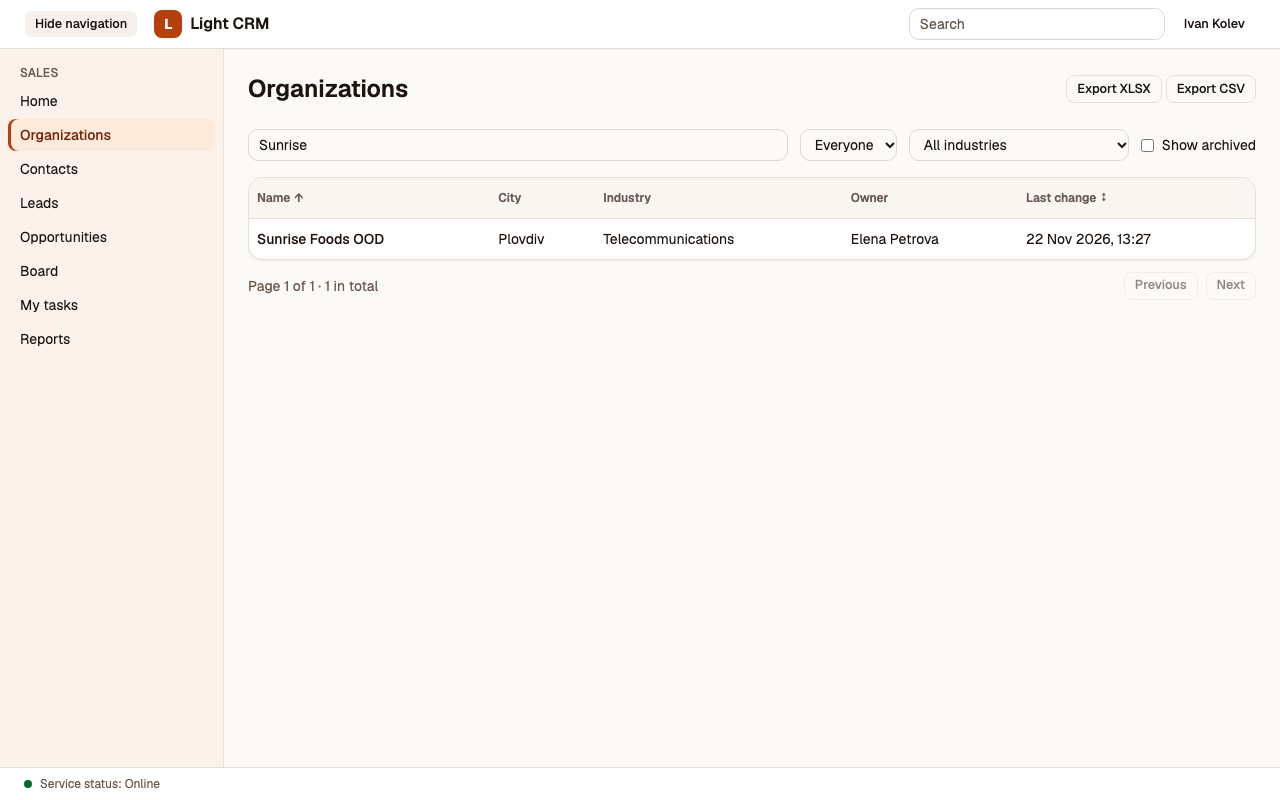 Hide navigation
L
Light CRM
Search
Ivan Kolev
SALES
Home
Organizations
Contacts
Leads
Opportunities
Board
My tasks
Reports
Organizations
Export XLSX
Export CSV
Sunrise
Everyone
All industries
Show archived
Name ↑ City Industry Owner Last change ↕
Sunrise Foods OOD Plovdiv Telecommunications Elena Petrova 22 Nov 2026, 13:27
Page 1 of 1 · 1 in total
Previous
Next
Service status: Online